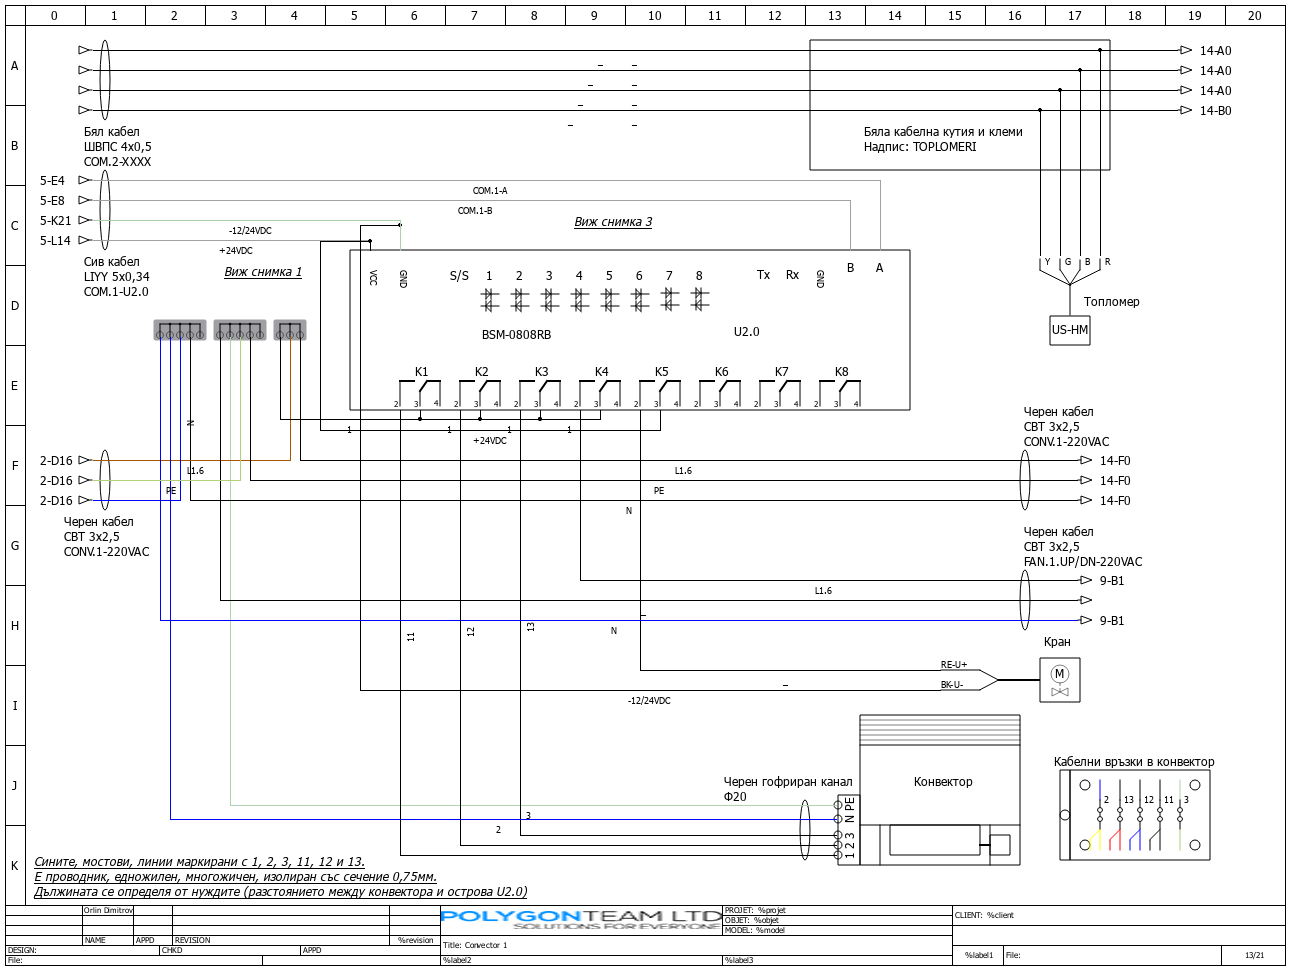 0 1 2 3 4 5 6 7 8 9 10 11 12 13 14 15 16 17 18 19 20
A
B
C
D
E
F
G
H
I
J
K
14-A0
14-A0
14-A0
14-B0
Бял кабел
ШВПС 4x0,5
COM.2-XXXX
Бяла кабелна кутия и клеми
Надпис: TOPLOMERI
5-E4
5-E8
5-K21
5-L14
COM.1-A
COM.1-B
-12/24VDC
+24VDC
Виж снимка 3
Сив кабел
LIYY 5x0,34
COM.1-U2.0
Виж снимка 1
VCC GND S/S 1 2 3 4 5 6 7 8 Tx Rx GND B A
BSM-0808RB
U2.0
Y G B R
Топломер
US-HM
K1 K2 K3 K4 K5 K6 K7 K8
2 3 4 2 3 4 2 3 4 2 3 4 2 3 4 2 3 4 2 3 4 2 3 4
N
1 1 1 1
+24VDC
Черен кабел
СВТ 3x2,5
CONV.1-220VAC
2-D16
2-D16
2-D16
L1.6
PE
L1.6
PE
N
14-F0
14-F0
14-F0
Черен кабел
СВТ 3x2,5
CONV.1-220VAC
Черен кабел
СВТ 3x2,5
FAN.1.UP/DN-220VAC
9-B1
L1.6
9-B1
N
11 12 13
Кран
RE-U+
BK-U-
M
-12/24VDC
Черен гофриран канал
Ф20
Конвектор
1 2 3 N PE
3
2
Кабелни връзки в конвектор
2 13 12 11 3
Сините, мостови, линии маркирани с 1, 2, 3, 11, 12 и 13.
Е проводник, едножилен, многожичен, изолиран със сечение 0,75мм.
Дължината се определя от нуждите (разстоянието между конвектора и острова U2.0)
Orlin Dimitrov
NAME APPD REVISION %revision
DESIGN: CHKD APPD
File:
POLYGONTEAM LTD
SOLUTIONS FOR EVERYONE
Title: Convector 1
%label2
PROJET: %projet
OBJET: %objet
MODEL: %model
%label3
CLIENT: %client
%label1 File: 13/21